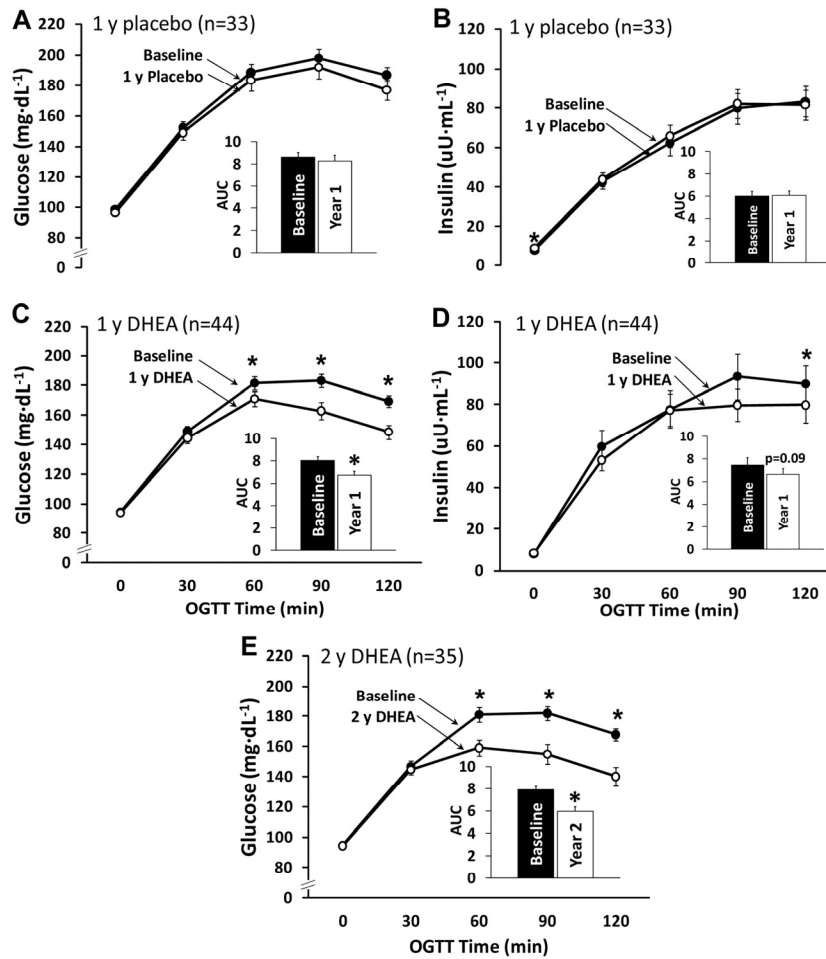 A 1 y placebo (n=33)
Glucose (mg·dL-1)
220
200
180
160
140
120
100
80
0
Baseline
1 y Placebo
AUC
10
8
6
4
2
0
Baseline
Year 1
B 1 y placebo (n=33)
Insulin (uU·mL-1)
120
100
80
60
40
20
0
Baseline
1 y Placebo
*
AUC
10
8
6
4
2
0
Baseline
Year 1
C 1 y DHEA (n=44)
Glucose (mg·dL-1)
220
200
180
160
140
120
100
80
0
Baseline
1 y DHEA
* * *
AUC
10
8
6
4
2
0
Baseline
Year 1
*
0 30 60 90 120
OGTT Time (min)
D 1 y DHEA (n=44)
Insulin (uU·mL-1)
120
100
80
60
40
20
0
Baseline
1 y DHEA
*
AUC
10
8
6
4
2
0
Baseline
Year 1
p=0.09
0 30 60 90 120
OGTT Time (min)
E 2 y DHEA (n=35)
Glucose (mg·dL-1)
220
200
180
160
140
120
100
80
0
Baseline
2 y DHEA
* * *
AUC
10
8
6
4
2
0
Baseline
Year 2
*
0 30 60 90 120
OGTT Time (min)